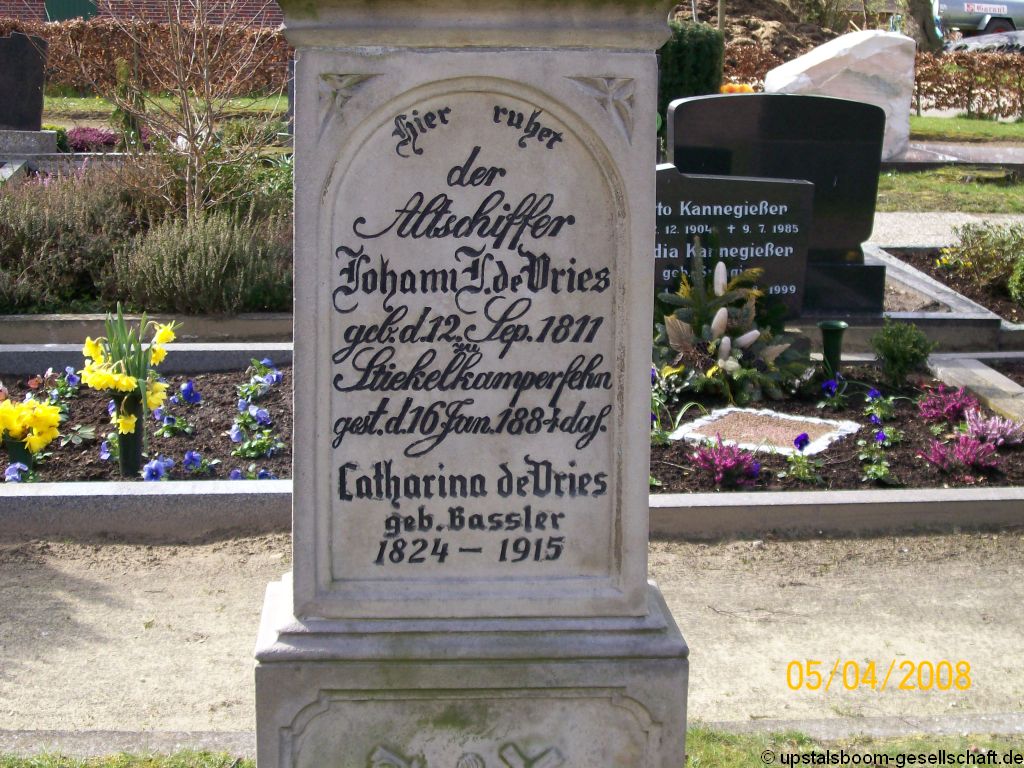 Hier ruhet
der
Altschiffer
Johann J. de Vries
geb. d. 12. Sep. 1811
zu
Stiekelkamperfehn
gest. d. 16 Jan. 1884 das.
Catharina de Vries
geb. Bassler
1824 – 1915
to Kannegießer
12. 1904 ✝ 9. 7. 1985
dia Kannegießer
geb.
1999
Garant
05/04/2008
© upstalsboom-gesellschaft.de